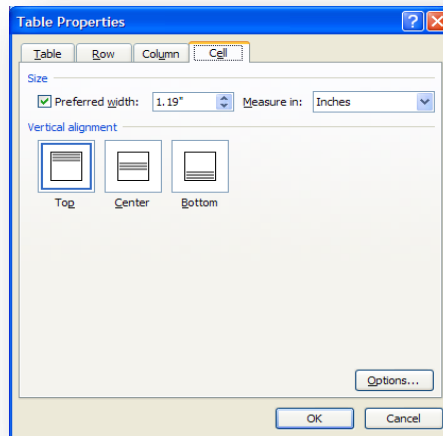 Table Properties
Table Row Column Cell
Size
Preferred width: 1.19" Measure in: Inches
Vertical alignment
Top Center Bottom
Options...
OK Cancel